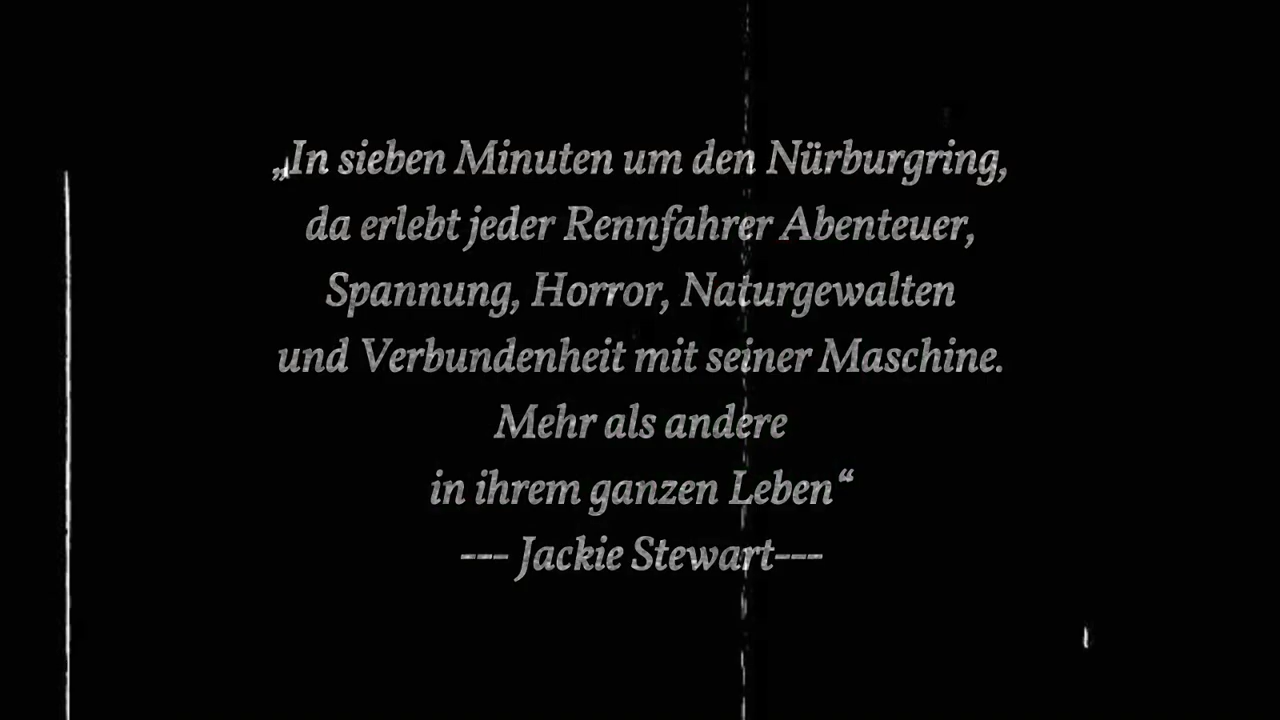 „In sieben Minuten um den Nürburgring,
da erlebt jeder Rennfahrer Abenteuer,
Spannung, Horror, Naturgewalten
und Verbundenheit mit seiner Maschine.
Mehr als andere
in ihrem ganzen Leben“
--- Jackie Stewart---